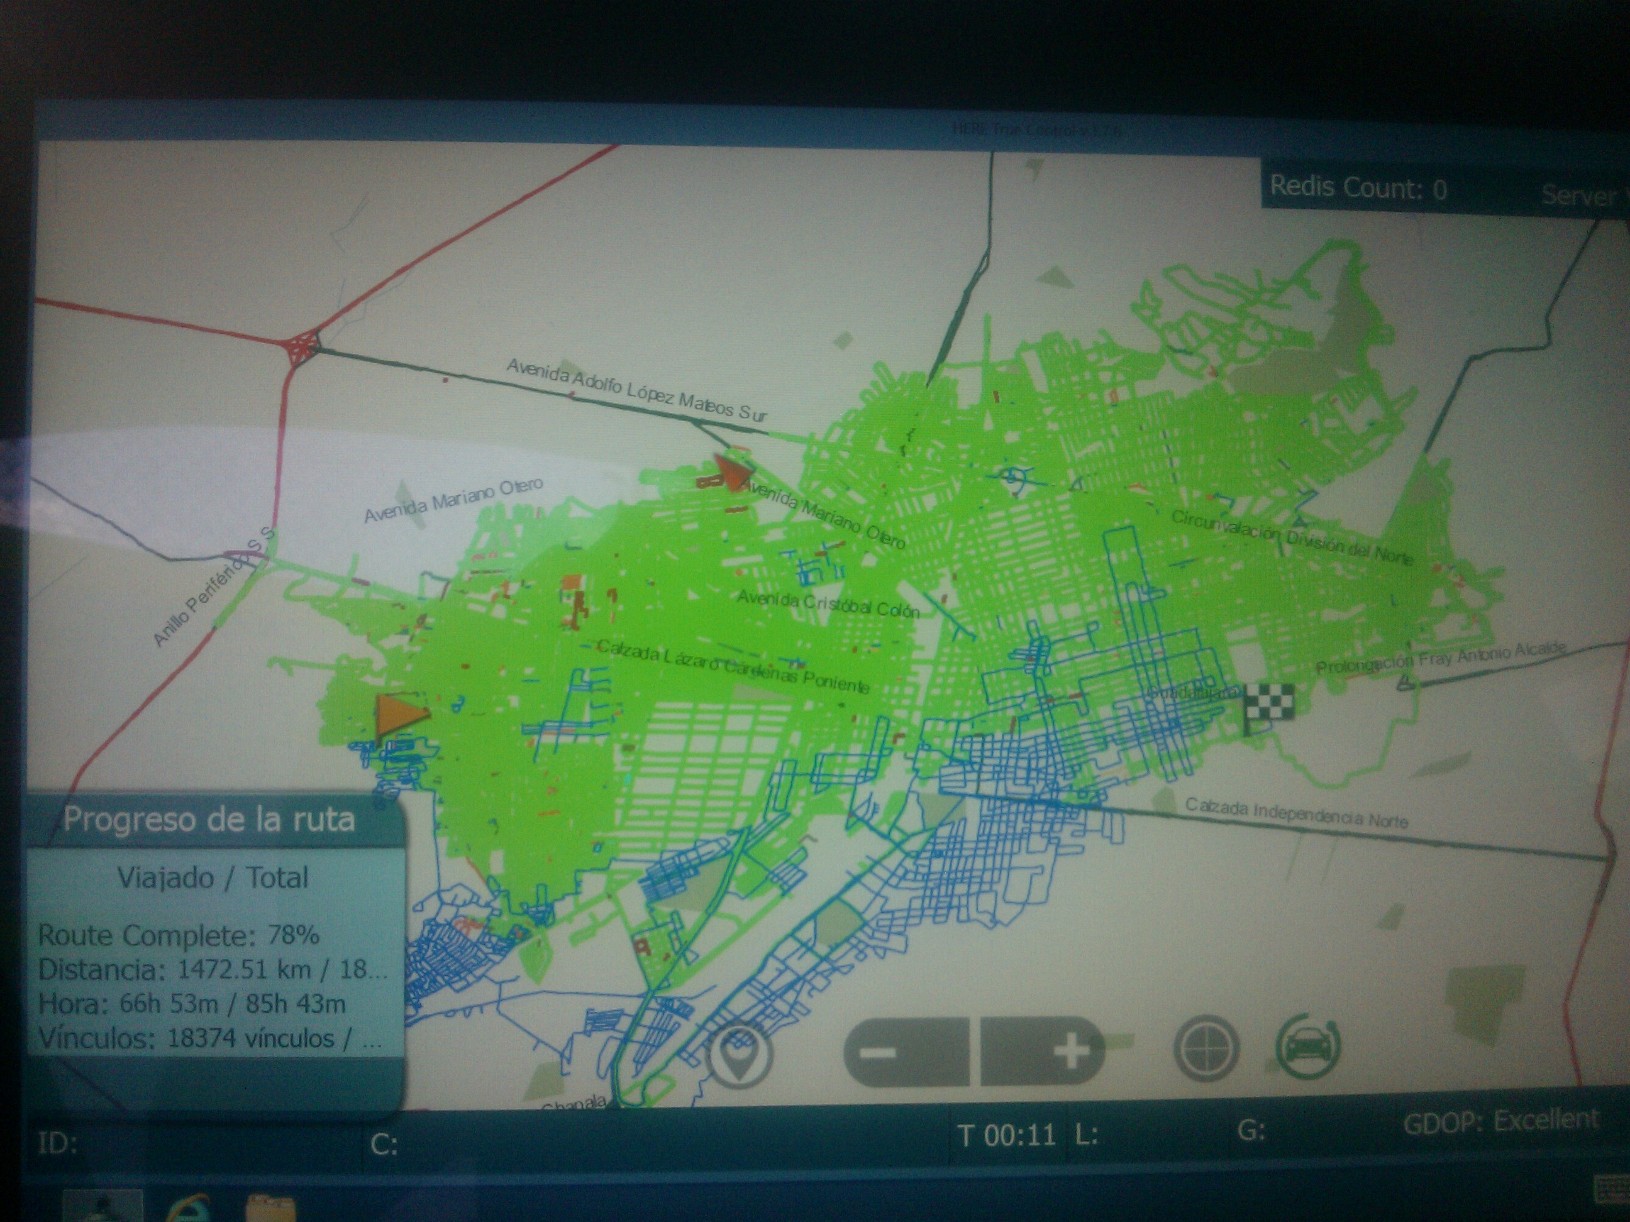 HERE True Control
Redis Count: 0
Server
Avenida Adolfo López Mateos Sur
Avenida Mariano Otero
Avenida Mariano Otero
Circunvalación División del Norte
Anillo Periférico S S
Avenida Cristóbal Colón
Calzada Lázaro Cárdenas Poniente
Prolongación Fray Antonio Alcalde
Guadalajara
Calzada Independencia Norte
Progreso de la ruta
Viajado / Total
Route Complete: 78%
Distancia: 1472.51 km / 18...
Hora: 66h 53m / 85h 43m
Vínculos: 18374 vínculos / ...
Chapala
ID:
C:
T 00:11
L:
G:
GDOP: Excellent